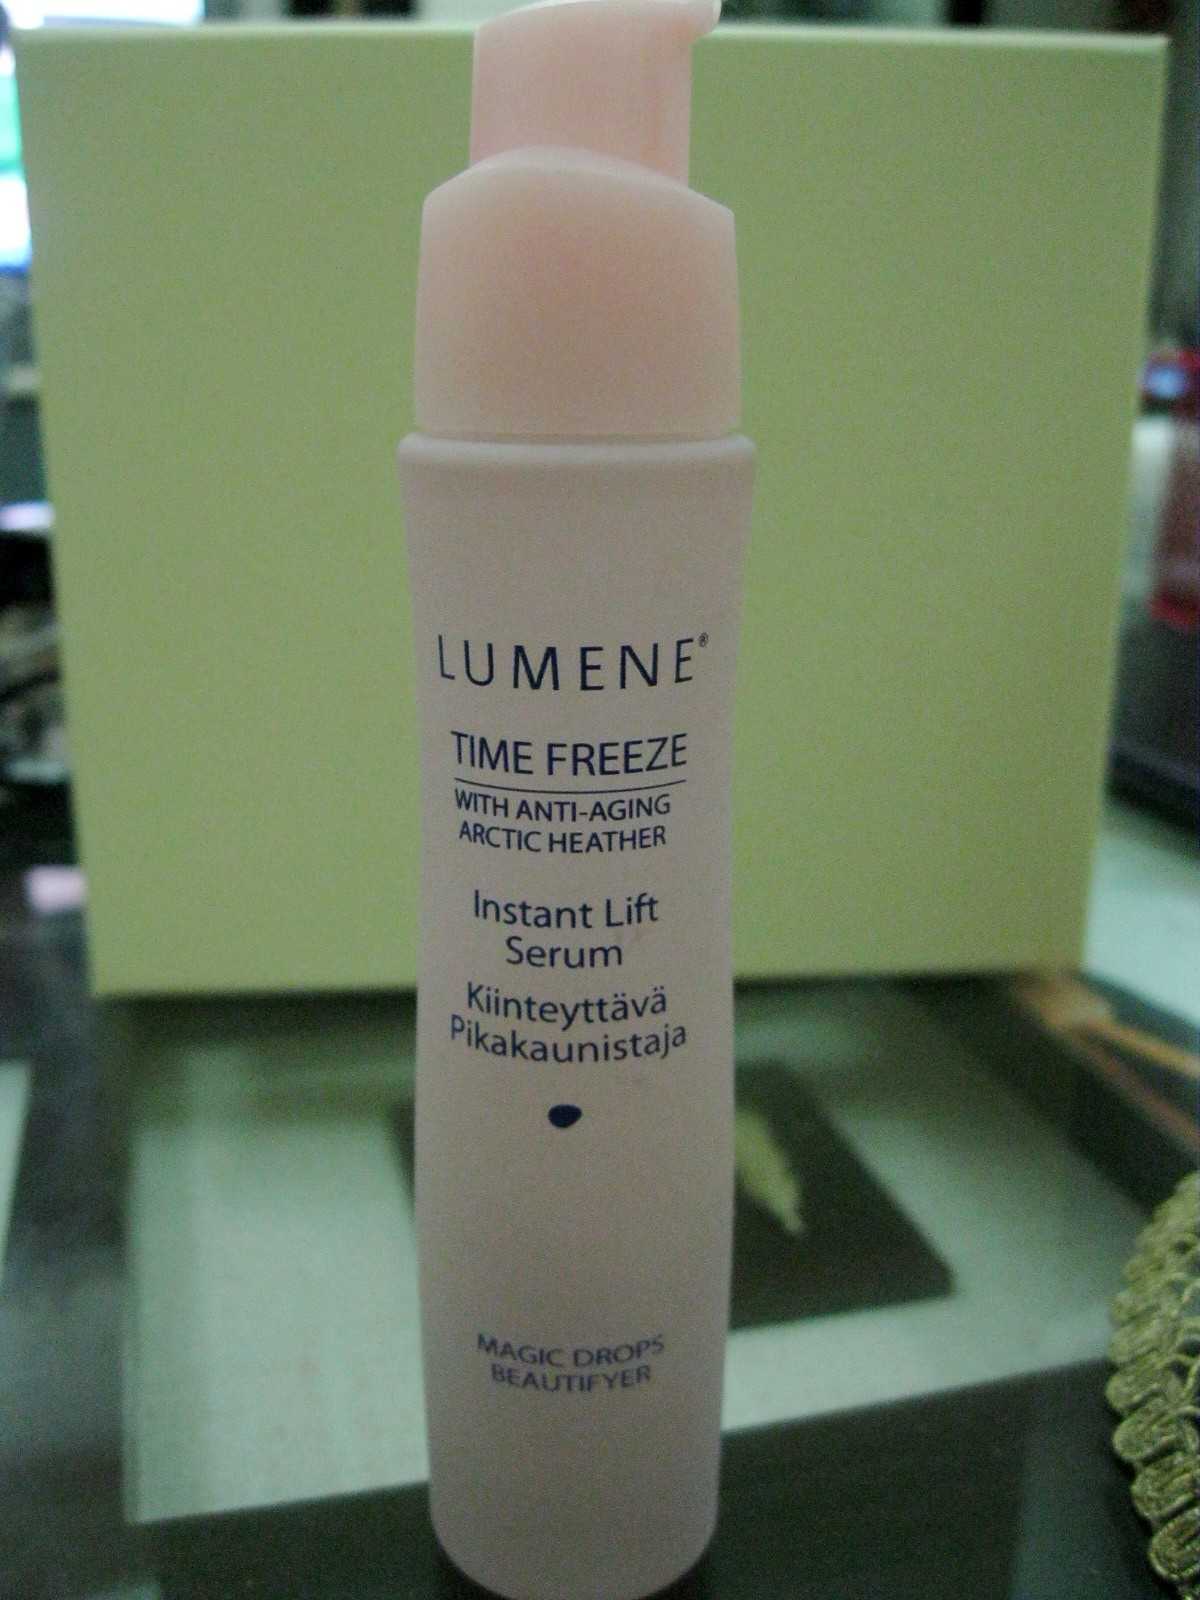 LUMENE®
TIME FREEZE
WITH ANTI-AGING
ARCTIC HEATHER
Instant Lift
Serum
Kiinteyttävä
Pikakaunistaja
MAGIC DROPS
BEAUTIFYER